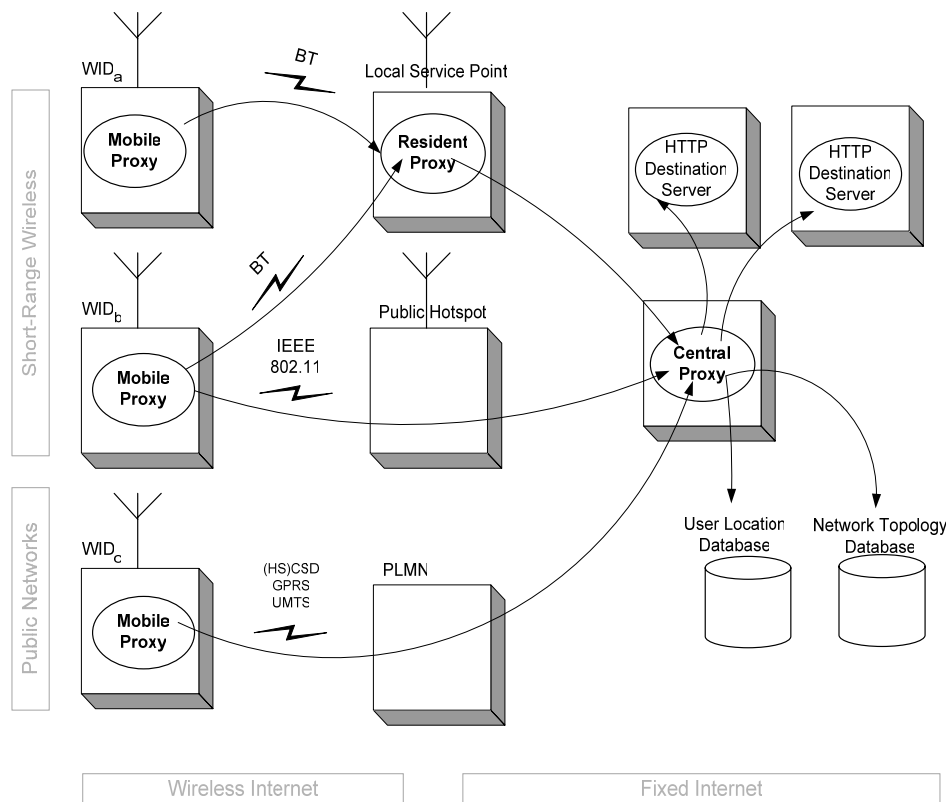 BT
WIDa
Local Service Point
Mobile
Proxy
Resident
Proxy
HTTP
Destination
Server
HTTP
Destination
Server
Short-Range Wireless
BT
WIDb
Public Hotspot
IEEE
802.11
Mobile
Proxy
Central
Proxy
Public Networks
WIDc
(HS)CSD
GPRS
UMTS
PLMN
Mobile
Proxy
User Location
Database
Network Topology
Database
Wireless Internet
Fixed Internet